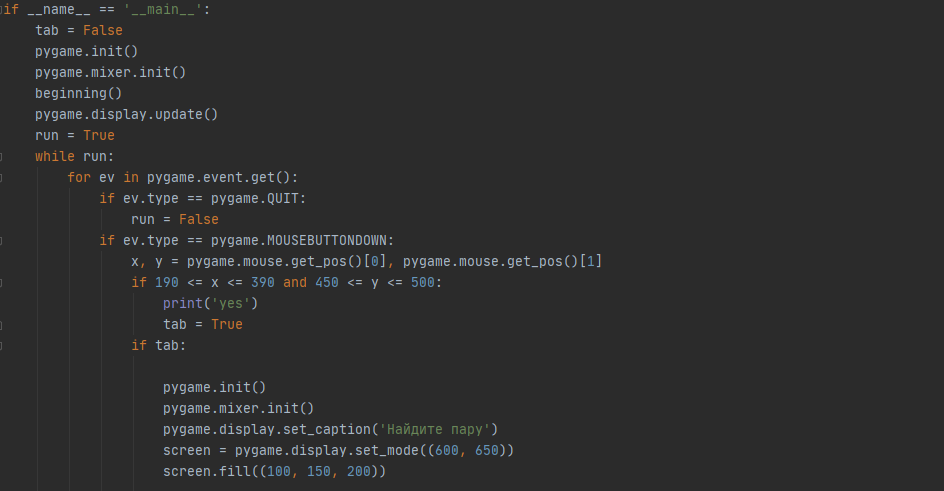 if __name__ == '__main__':
    tab = False
    pygame.init()
    pygame.mixer.init()
    beginning()
    pygame.display.update()
    run = True
    while run:
        for ev in pygame.event.get():
            if ev.type == pygame.QUIT:
                run = False
            if ev.type == pygame.MOUSEBUTTONDOWN:
                x, y = pygame.mouse.get_pos()[0], pygame.mouse.get_pos()[1]
                if 190 <= x <= 390 and 450 <= y <= 500:
                    print('yes')
                    tab = True
                if tab:

                    pygame.init()
                    pygame.mixer.init()
                    pygame.display.set_caption('Найдите пару')
                    screen = pygame.display.set_mode((600, 650))
                    screen.fill((100, 150, 200))